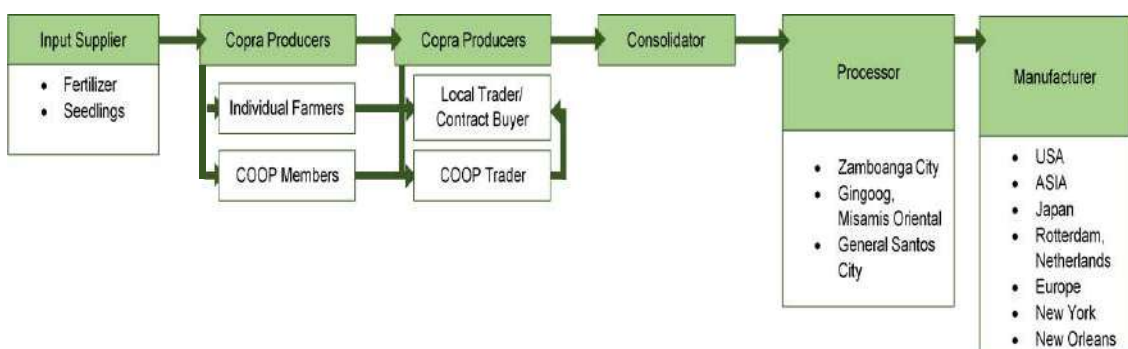 Input Supplier
• Fertilizer
• Seedlings
Copra Producers
Individual Farmers
COOP Members
Copra Producers
Local Trader/
Contract Buyer
COOP Trader
Consolidator
Processor
• Zamboanga City
• Gingoog,
Misamis Oriental
• General Santos
City
Manufacturer
• USA
• ASIA
• Japan
• Rotterdam,
Netherlands
• Europe
• New York
• New Orleans